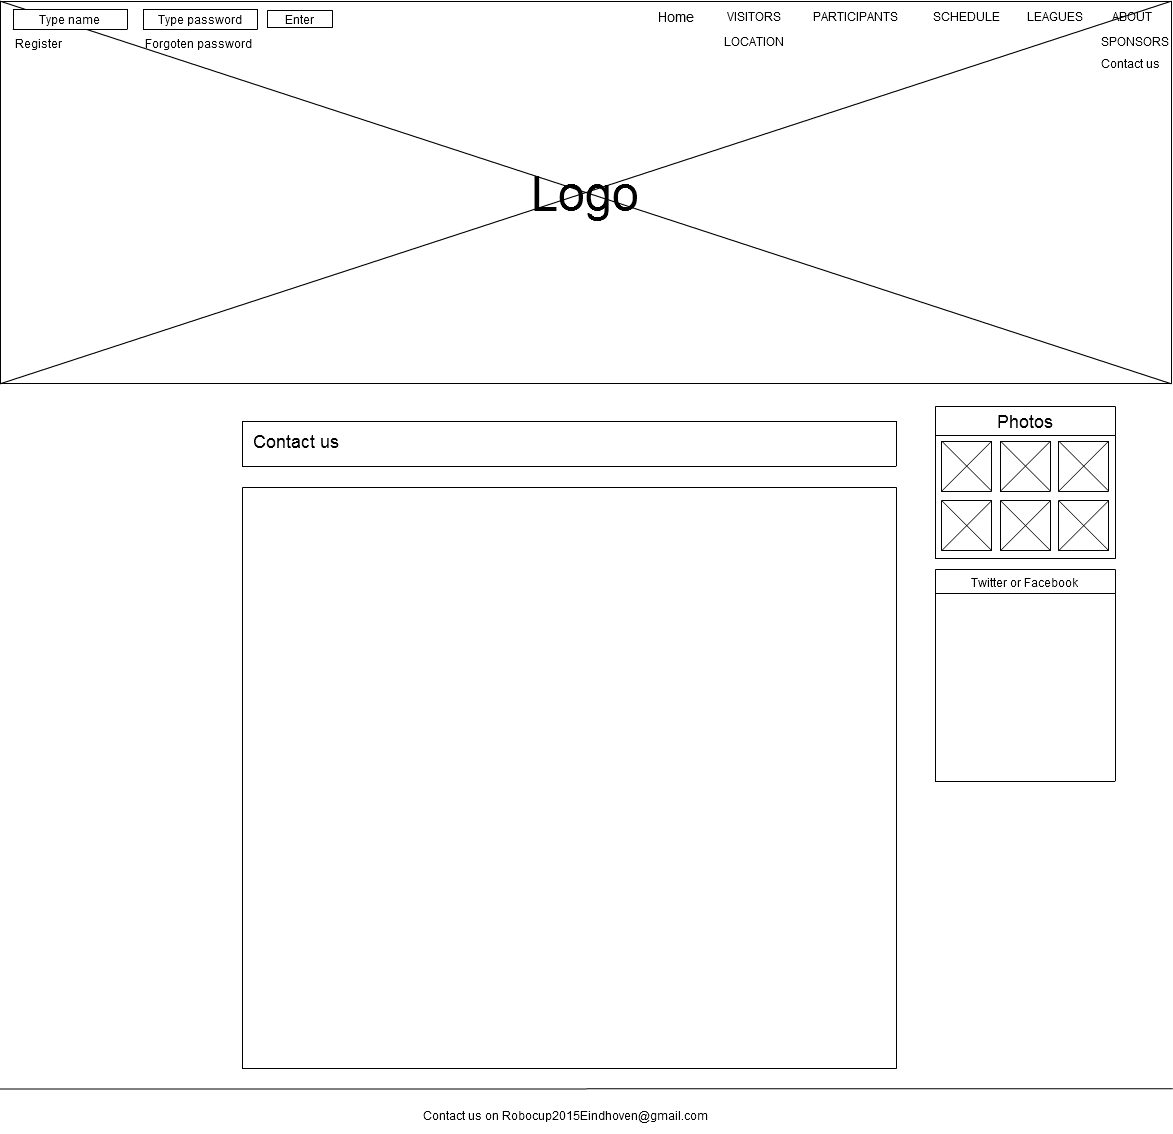 Type name Type password Enter Home VISITORS PARTICIPANTS SCHEDULE LEAGUES ABOUT
Register Forgoten password LOCATION SPONSORS
Contact us
Logo
Contact us
Photos
Twitter or Facebook
Contact us on Robocup2015Eindhoven@gmail.com